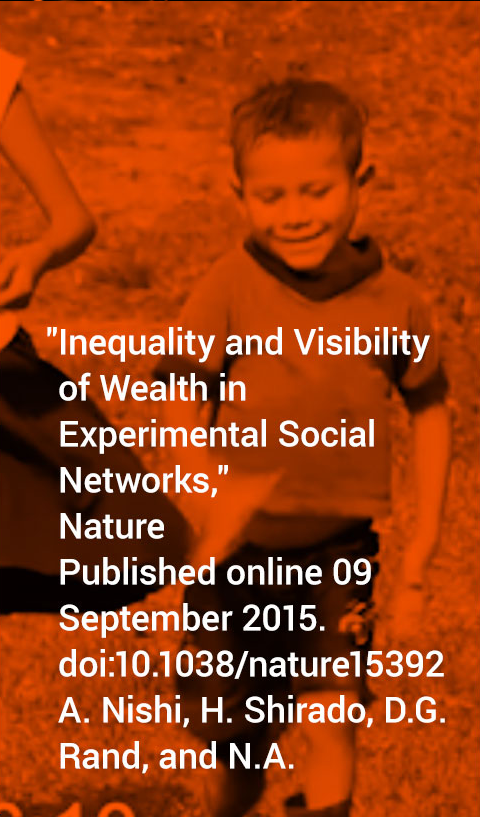 "Inequality and Visibility
of Wealth in
Experimental Social
Networks,"
Nature
Published online 09
September 2015.
doi:10.1038/nature15392
A. Nishi, H. Shirado, D.G.
Rand, and N.A.